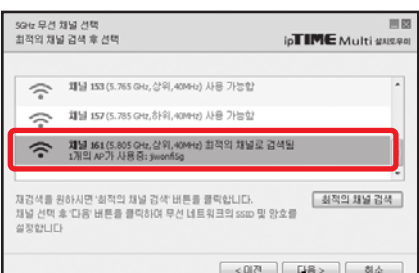 5GHz 무선 채널 선택
최적의 채널 검색 후 선택
ipTIME Multi 설치도우미
채널 153 (5.765 GHz,상위,40MHz) 사용 가능함
채널 157 (5.785 GHz,하위,40MHz) 사용 가능함
채널 161 (5.805 GHz,상위,40MHz) 최적의 채널로 검색됨
1개의 AP가 사용중: jwonfi5g
재검색을 원하시면 '최적의 채널 검색' 버튼을 클릭합니다.
채널 선택 후 '다음' 버튼을 클릭하여 무선 네트워크의 SSID 및 암호를
설정합니다
최적의 채널 검색
< 이전
다음 >
취소